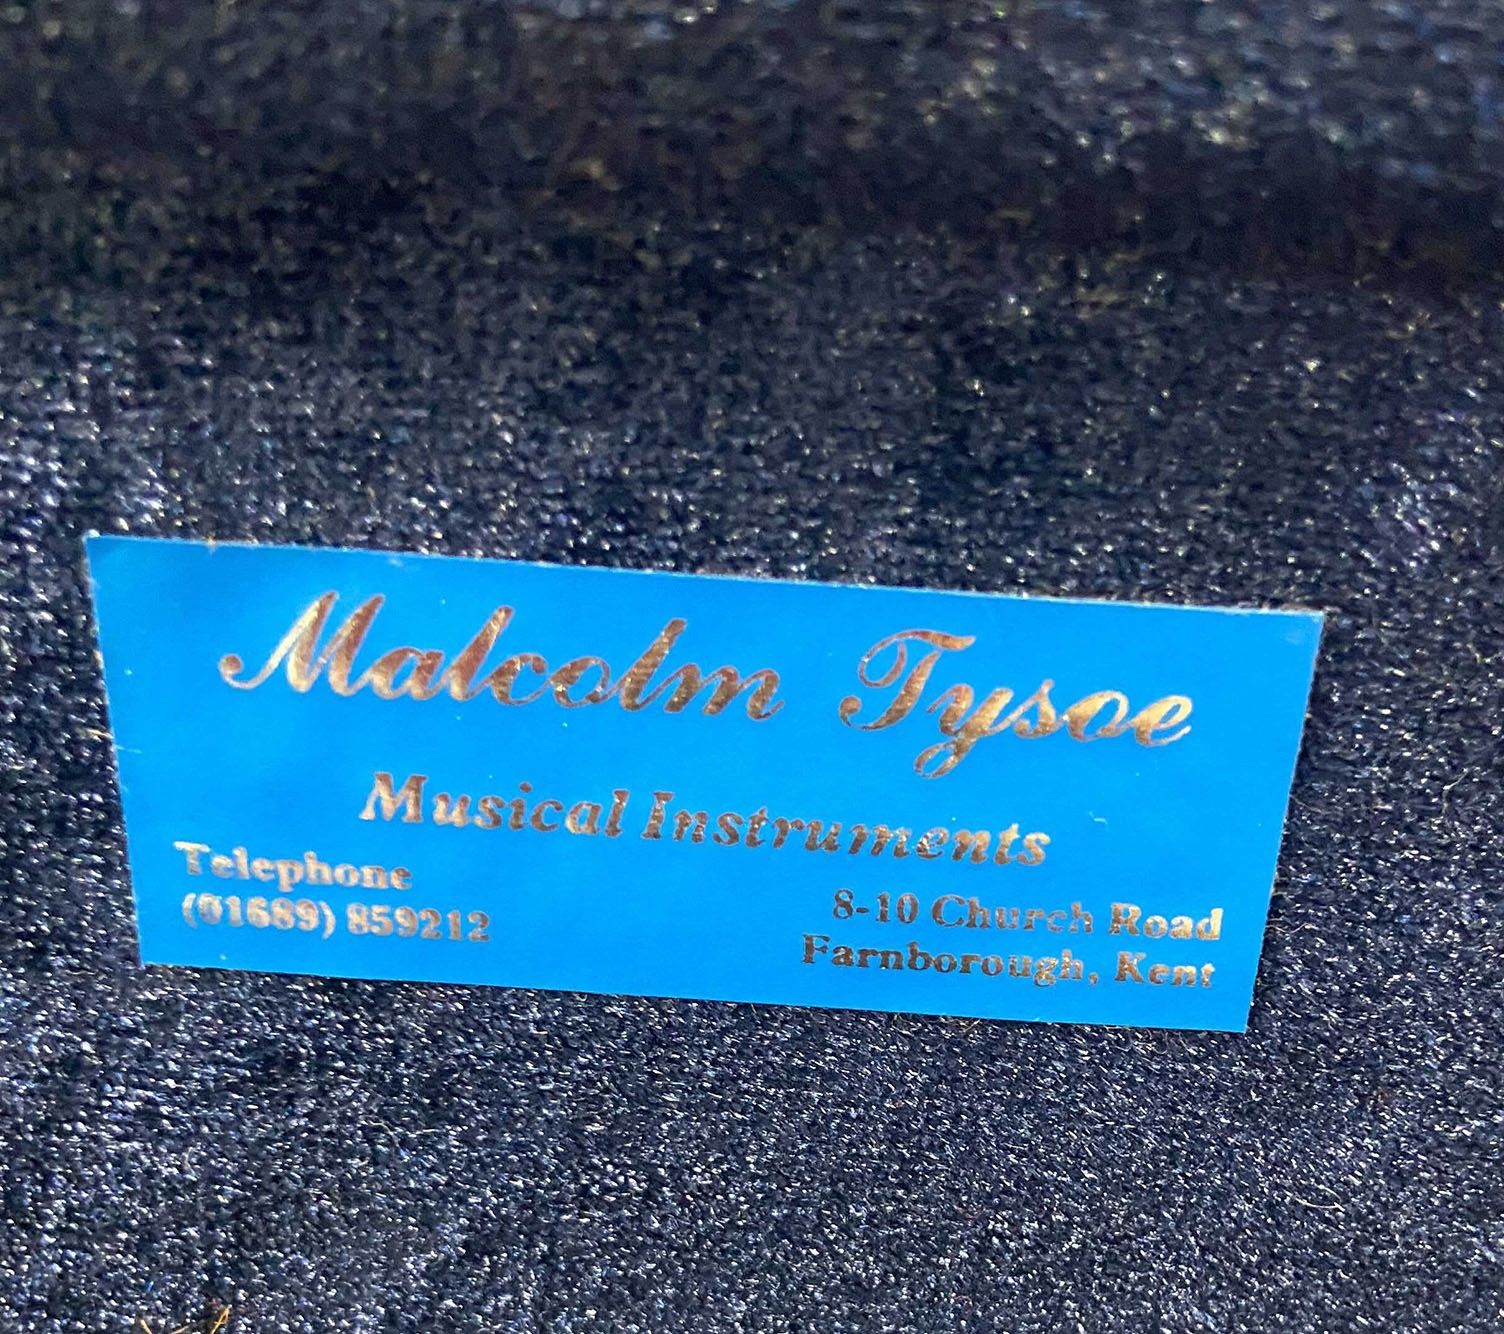 Malcolm Tysoe
Musical Instruments
Telephone
(01689) 859212
8-10 Church Road
Farnborough, Kent